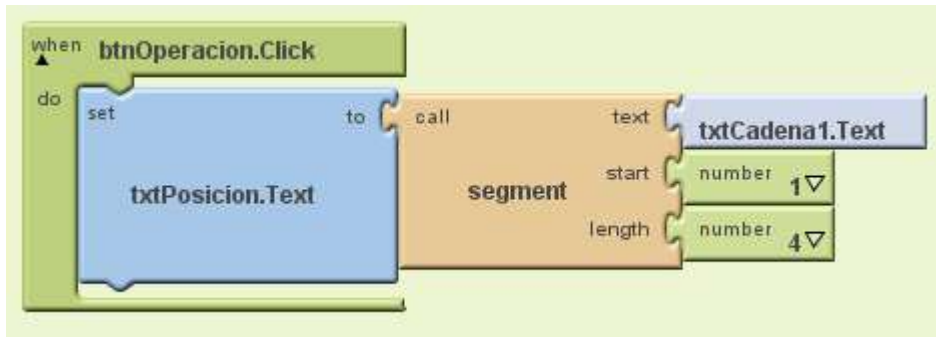 when btnOperacion.Click
do
set to call text txtCadena1.Text
txtPosicion.Text segment start number 1
length number 4